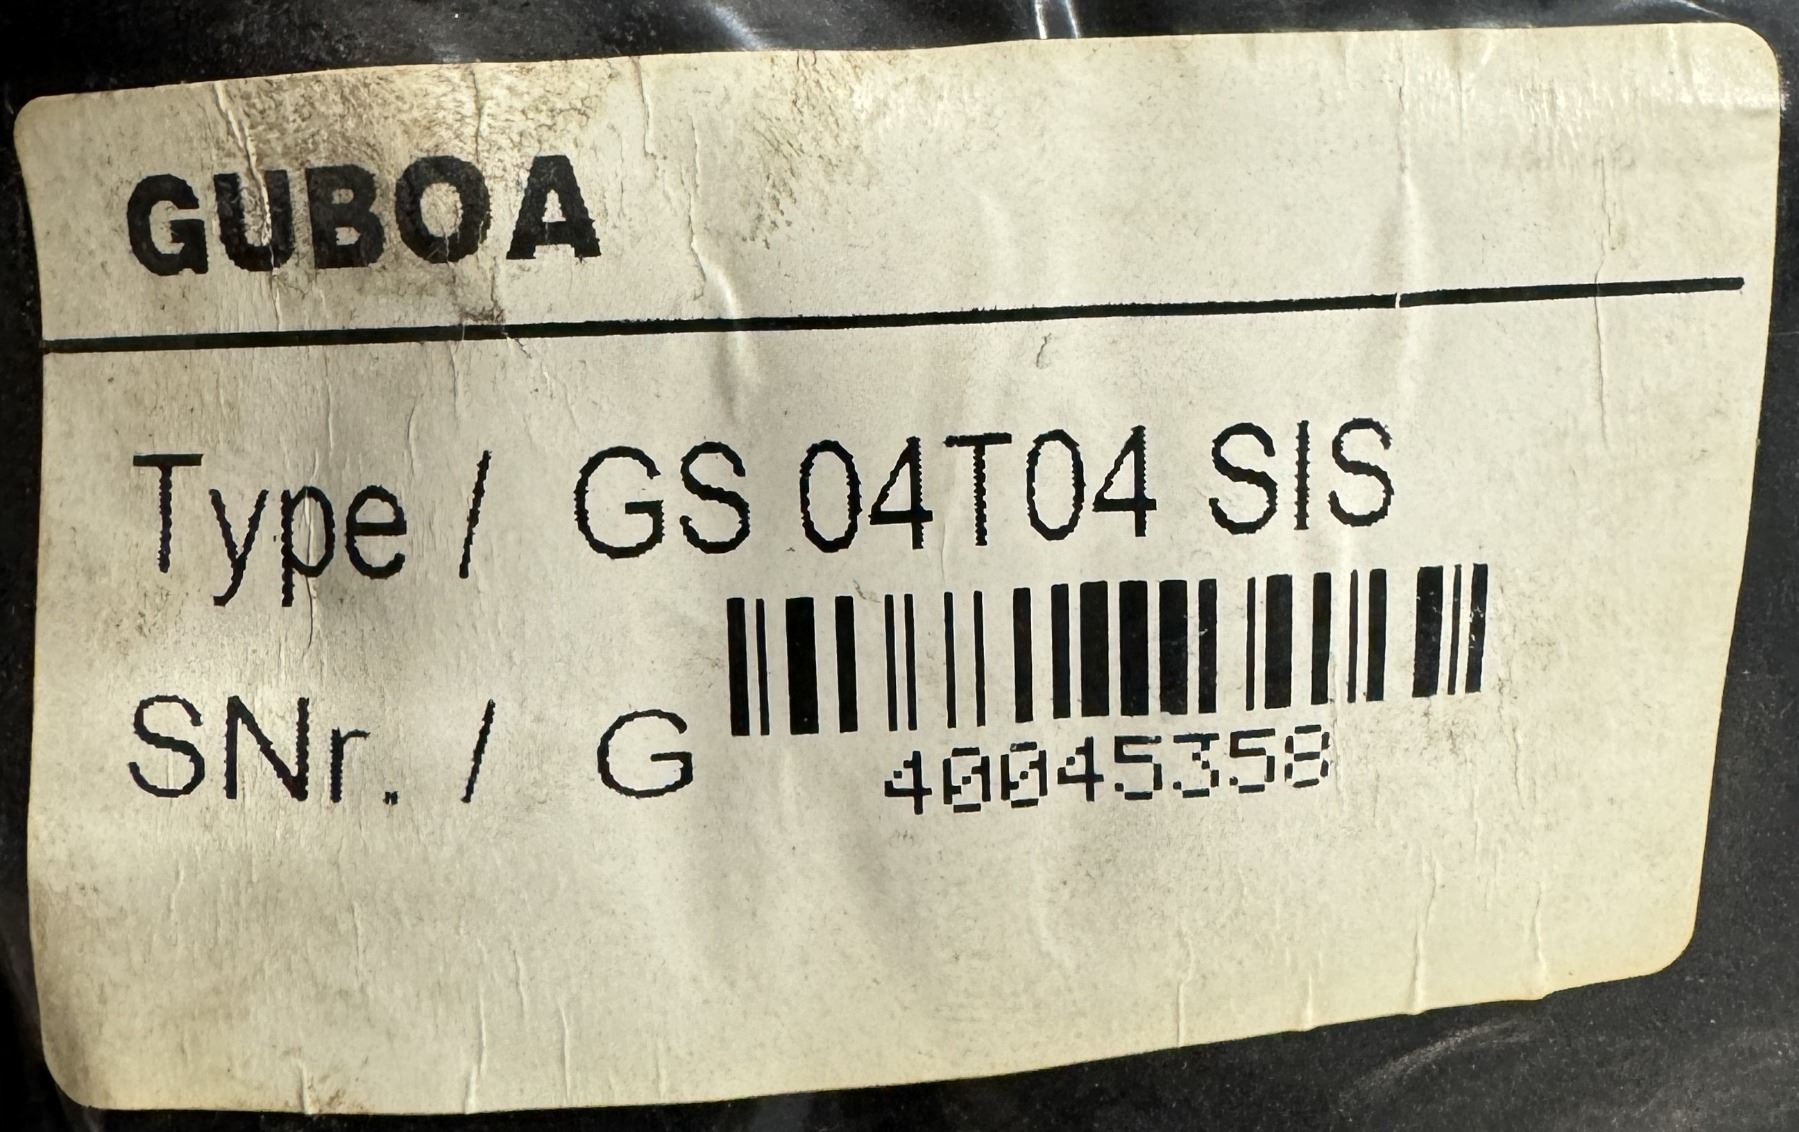 GUBOA
Type / GS 04T04 SIS
SNr. / G
40045358